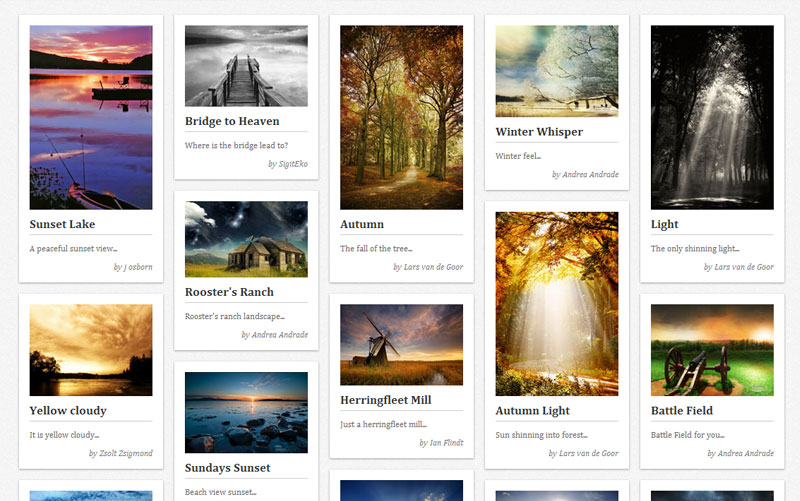 Sunset Lake
A peaceful sunset view...
by j osborn
Yellow cloudy
It is yellow cloudy...
by Zsolt Zsigmond
Bridge to Heaven
Where is the bridge lead to?
by SigitEko
Rooster's Ranch
Rooster's ranch landscape...
by Andrea Andrade
Sundays Sunset
Beach view sunset...
Autumn
The fall of the tree...
by Lars van de Goor
Herringfleet Mill
Just a herringfleet mill...
by Ian Flindt
Winter Whisper
Winter feel...
by Andrea Andrade
Autumn Light
Sun shinning into forest...
by Lars van de Goor
Light
The only shinning light...
by Lars van de Goor
Battle Field
Battle Field for you...
by Andrea Andrade